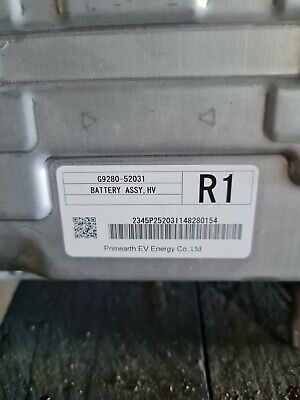 G9280-52031
BATTERY ASSY, HV
R1
2345P252031148280154
Primearth EV Energy Co., Ltd.